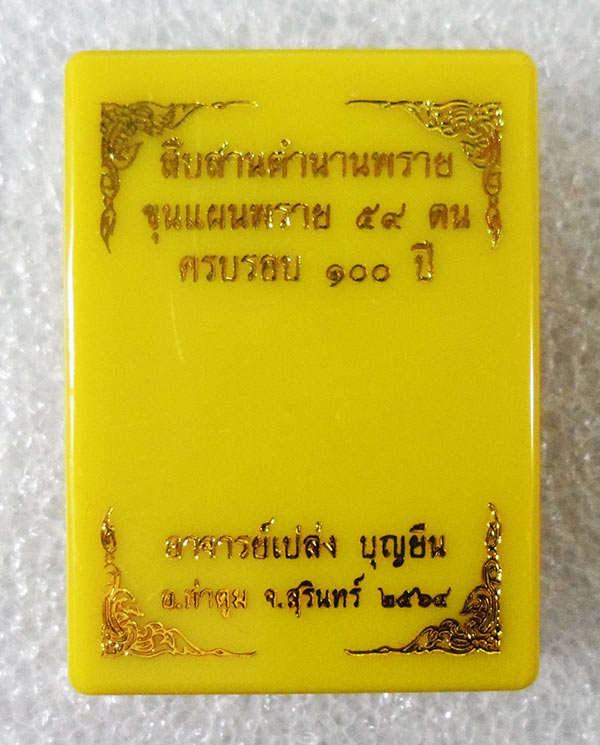 สืบสานตำนานพราย
ขุนแผนพราย ๕๙ ตน
ครบรอบ ๑๐๐ ปี
อาจารย์เปล่ง บุญยืน
อ.สำตูม จ.สุรินทร์ ๒๕๖๔